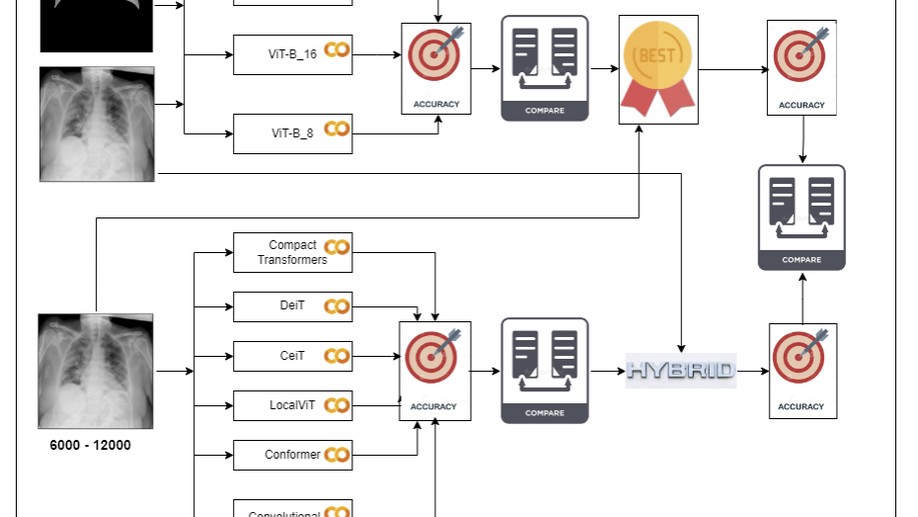 ViT-B_16
ACCURACY
COMPARE
BEST
ACCURACY
ViT-B_8
COMPARE
Compact
Transformers
DeiT
CeiT
ACCURACY
COMPARE
HYBRID
ACCURACY
LocalViT
6000 - 12000
Conformer
Convolutional